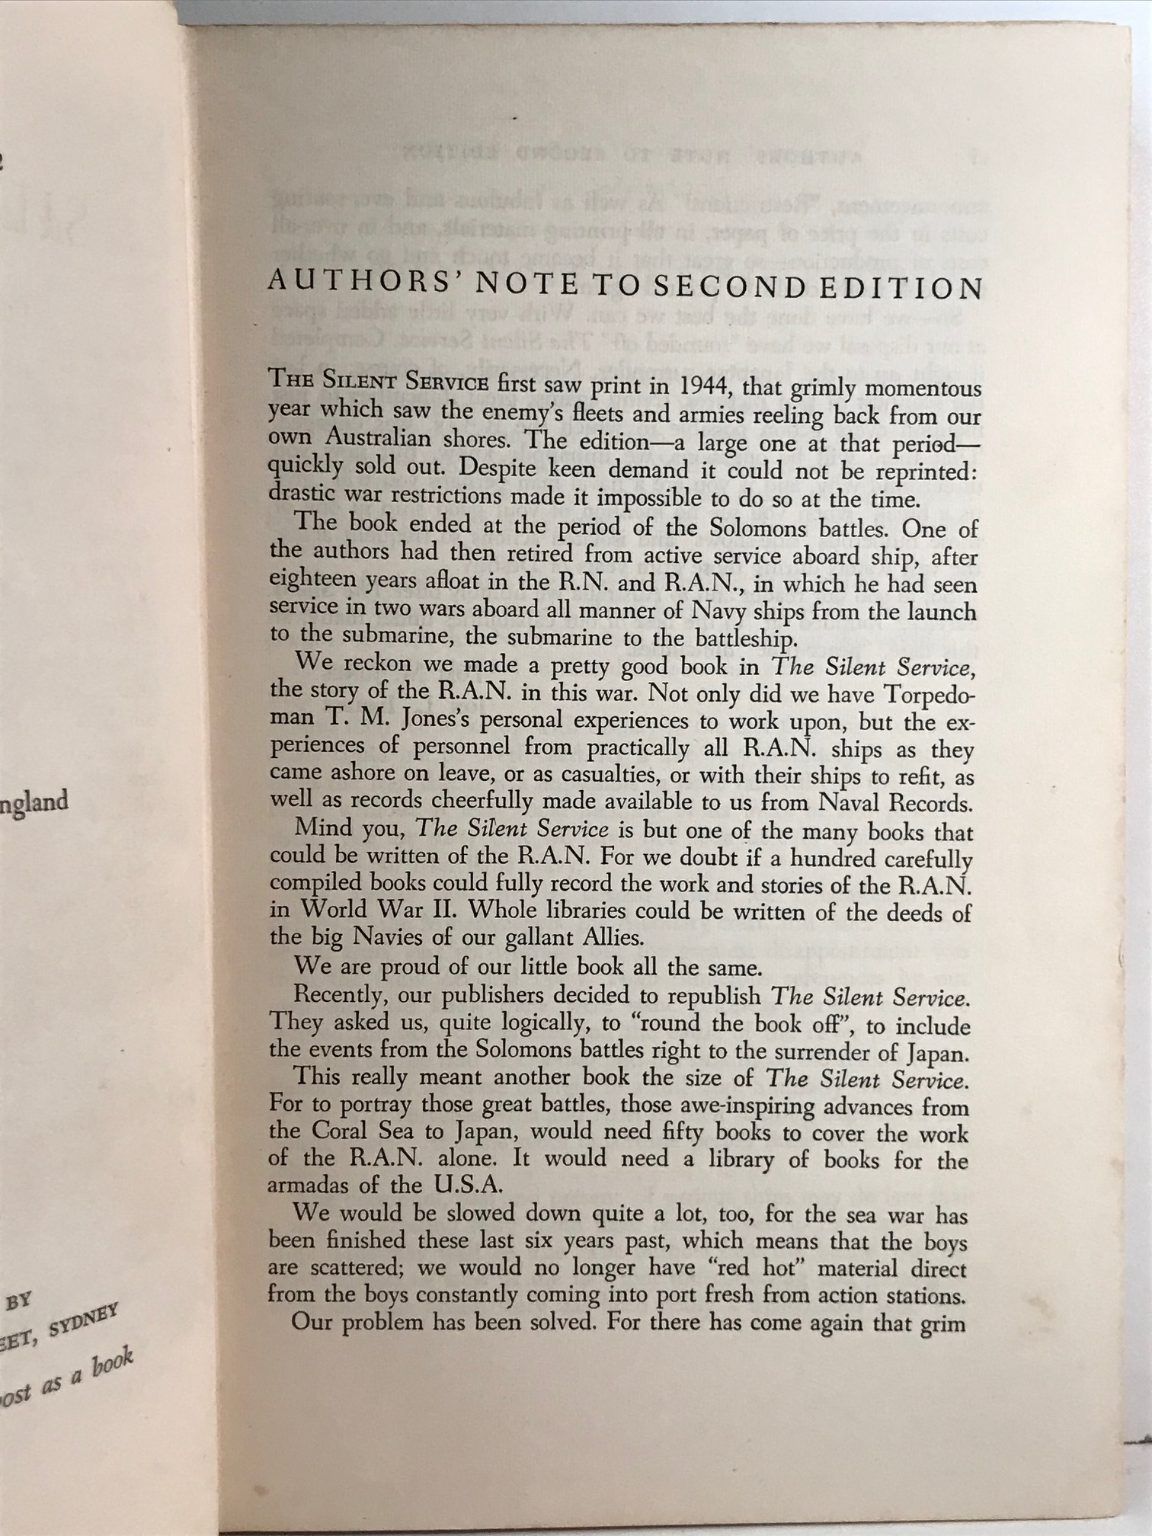 ngland
BY
EET, SYDNEY
ost as a book
AUTHORS' NOTE TO SECOND EDITION
THE SILENT SERVICE first saw print in 1944, that grimly momentous
year which saw the enemy's fleets and armies reeling back from our
own Australian shores. The edition—a large one at that period—
quickly sold out. Despite keen demand it could not be reprinted:
drastic war restrictions made it impossible to do so at the time.
The book ended at the period of the Solomons battles. One of
the authors had then retired from active service aboard ship, after
eighteen years afloat in the R.N. and R.A.N., in which he had seen
service in two wars aboard all manner of Navy ships from the launch
to the submarine, the submarine to the battleship.
We reckon we made a pretty good book in The Silent Service,
the story of the R.A.N. in this war. Not only did we have Torpedo-
man T. M. Jones's personal experiences to work upon, but the ex-
periences of personnel from practically all R.A.N. ships as they
came ashore on leave, or as casualties, or with their ships to refit, as
well as records cheerfully made available to us from Naval Records.
Mind you, The Silent Service is but one of the many books that
could be written of the R.A.N. For we doubt if a hundred carefully
compiled books could fully record the work and stories of the R.A.N.
in World War II. Whole libraries could be written of the deeds of
the big Navies of our gallant Allies.
We are proud of our little book all the same.
Recently, our publishers decided to republish The Silent Service.
They asked us, quite logically, to “round the book off”, to include
the events from the Solomons battles right to the surrender of Japan.
This really meant another book the size of The Silent Service.
For to portray those great battles, those awe-inspiring advances from
the Coral Sea to Japan, would need fifty books to cover the work
of the R.A.N. alone. It would need a library of books for the
armadas of the U.S.A.
We would be slowed down quite a lot, too, for the sea war has
been finished these last six years past, which means that the boys
are scattered; we would no longer have “red hot” material direct
from the boys constantly coming into port fresh from action stations.
Our problem has been solved. For there has come again that grim